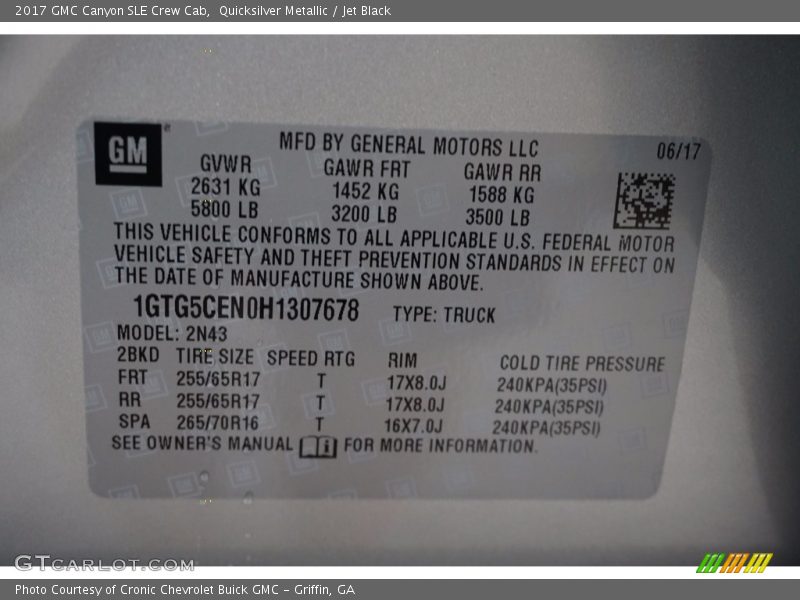 2017 GMC Canyon SLE Crew Cab,  Quicksilver Metallic / Jet Black
GM
MFD BY GENERAL MOTORS LLC
06/17
GVWR GAWR FRT GAWR RR
2631 KG 1452 KG 1588 KG
5800 LB 3200 LB 3500 LB
THIS VEHICLE CONFORMS TO ALL APPLICABLE U.S. FEDERAL MOTOR
VEHICLE SAFETY AND THEFT PREVENTION STANDARDS IN EFFECT ON
THE DATE OF MANUFACTURE SHOWN ABOVE.
1GTG5CEN0H1307678 TYPE: TRUCK
MODEL: 2N43
2BKD TIRE SIZE SPEED RTG RIM COLD TIRE PRESSURE
FRT 255/65R17 T 17X8.0J 240KPA(35PSI)
RR 255/65R17 T 17X8.0J 240KPA(35PSI)
SPA 265/70R16 T 16X7.0J 240KPA(35PSI)
SEE OWNER'S MANUAL FOR MORE INFORMATION.
GTCARLOT.COM
Photo Courtesy of Cronic Chevrolet Buick GMC – Griffin, GA